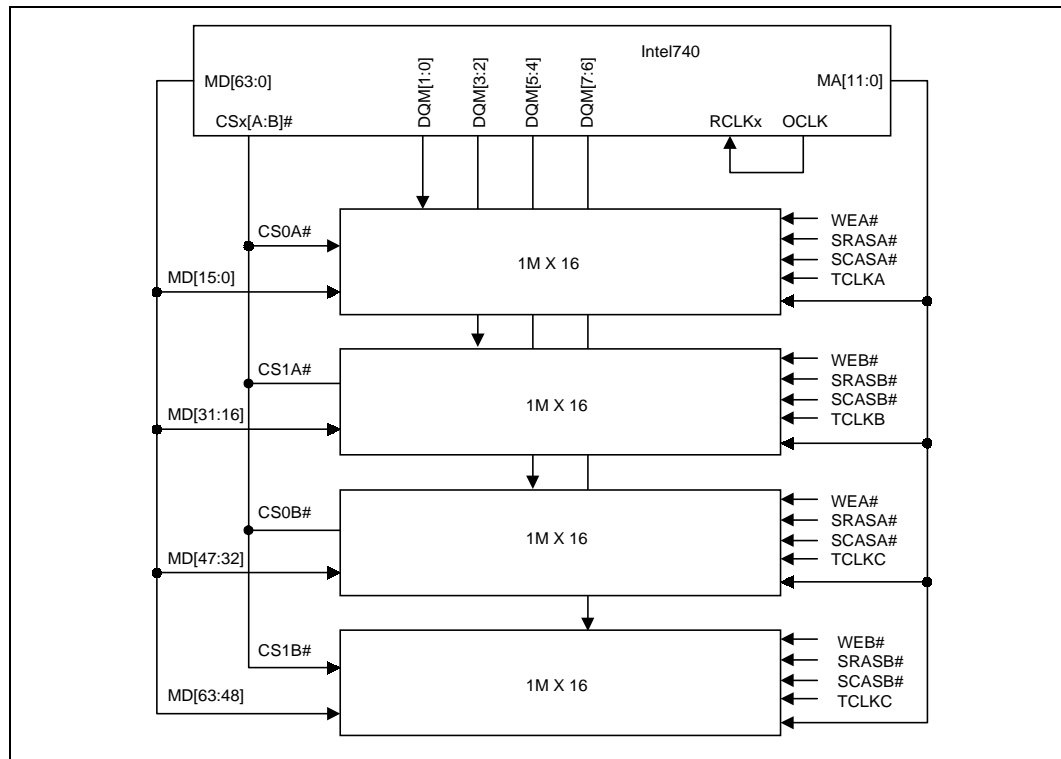 Intel740
MD[63:0]
DQM[1:0]
DQM[3:2]
DQM[5:4]
DQM[7:6]
MA[11:0]
CSx[A:B]#
RCLKx
OCLK
CS0A#
MD[15:0]
1M X 16
WEA#
SRASA#
SCASA#
TCLKA
CS1A#
MD[31:16]
1M X 16
WEB#
SRASB#
SCASB#
TCLKB
CS0B#
MD[47:32]
1M X 16
WEA#
SRASA#
SCASA#
TCLKC
CS1B#
MD[63:48]
1M X 16
WEB#
SRASB#
SCASB#
TCLKC